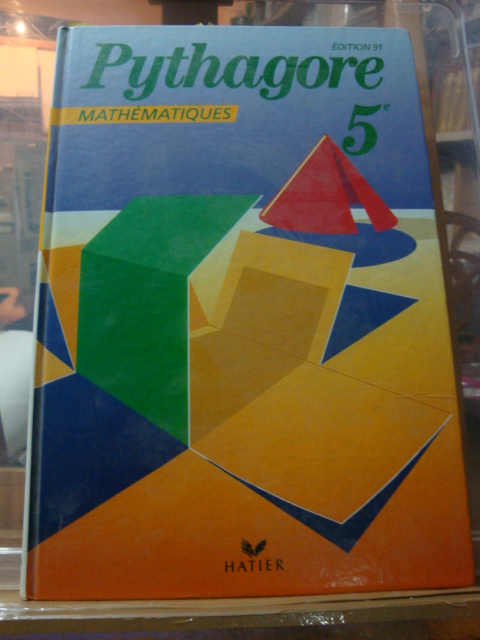 ÉDITION 91
Pythagore
MATHÉMATIQUES
5e
HATIER